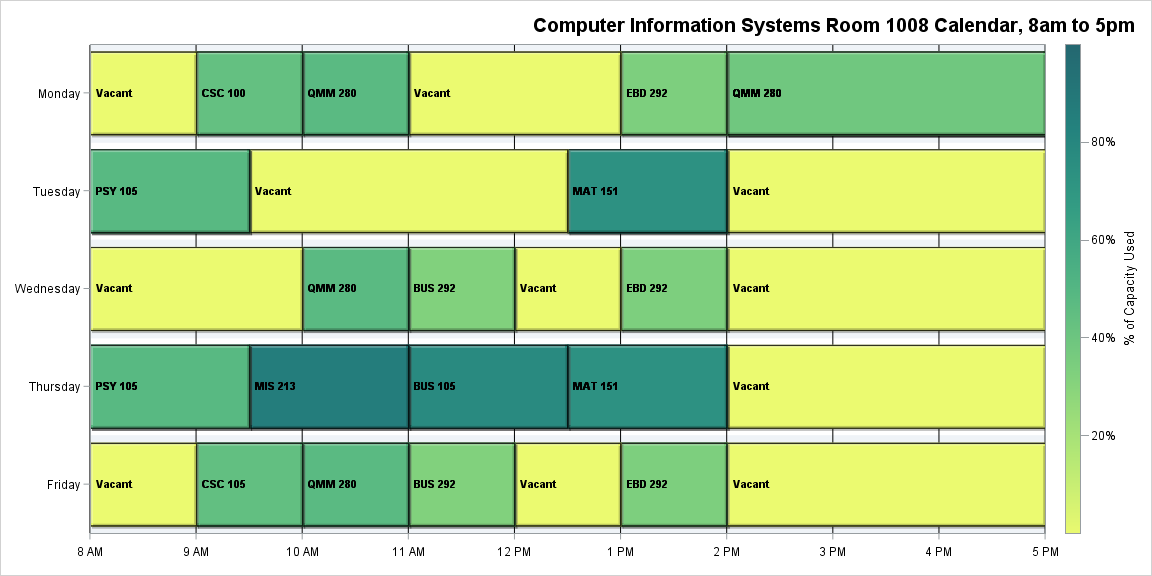 Computer Information Systems Room 1008 Calendar, 8am to 5pm
Monday
Vacant
CSC 100
QMM 280
Vacant
EBD 292
QMM 280
Tuesday
PSY 105
Vacant
MAT 151
Vacant
Wednesday
Vacant
QMM 280
BUS 292
Vacant
EBD 292
Vacant
Thursday
PSY 105
MIS 213
BUS 105
MAT 151
Vacant
Friday
Vacant
CSC 105
QMM 280
BUS 292
Vacant
EBD 292
Vacant
8 AM
9 AM
10 AM
11 AM
12 PM
1 PM
2 PM
3 PM
4 PM
5 PM
80%
60%
40%
20%
% of Capacity Used